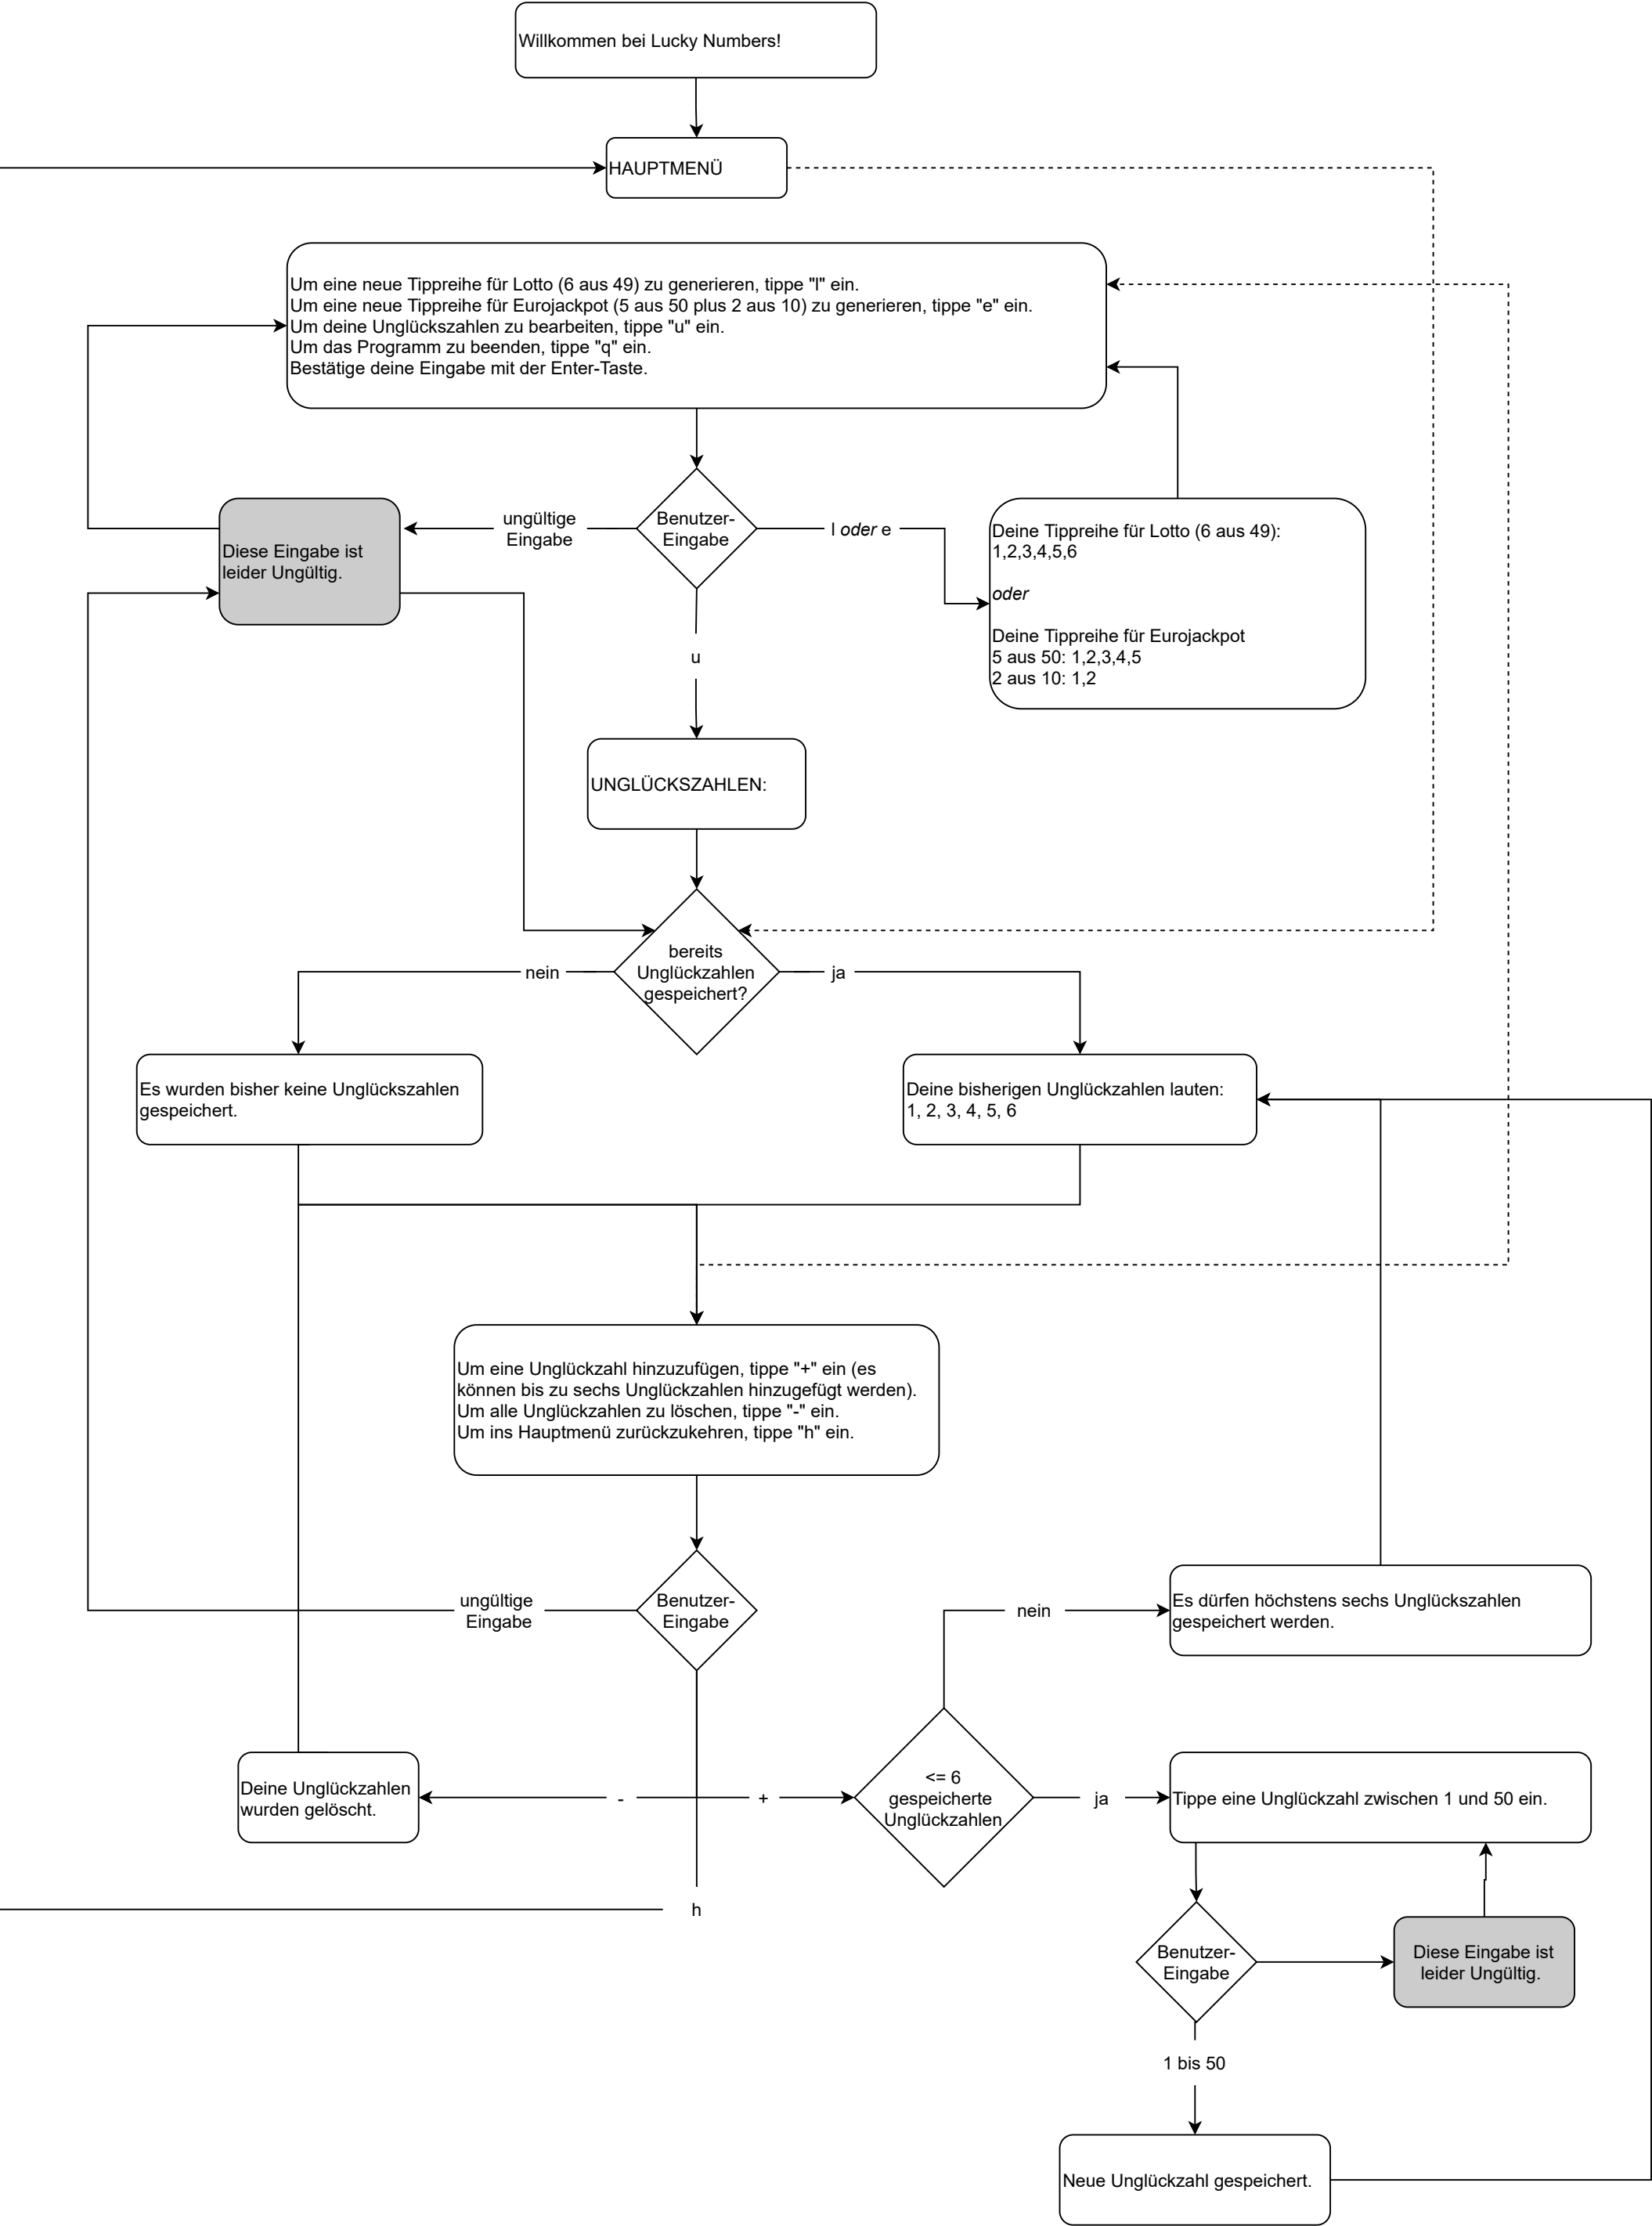 Willkommen bei Lucky Numbers!
HAUPTMENÜ
Um eine neue Tippreihe für Lotto (6 aus 49) zu generieren, tippe "l" ein.
Um eine neue Tippreihe für Eurojackpot (5 aus 50 plus 2 aus 10) zu generieren, tippe "e" ein.
Um deine Unglückszahlen zu bearbeiten, tippe "u" ein.
Um das Programm zu beenden, tippe "q" ein.
Bestätige deine Eingabe mit der Enter-Taste.
Diese Eingabe ist
leider Ungültig.
ungültige
Eingabe
Benutzer-
Eingabe
l oder e
Deine Tippreihe für Lotto (6 aus 49):
1,2,3,4,5,6
oder
Deine Tippreihe für Eurojackpot
5 aus 50: 1,2,3,4,5
2 aus 10: 1,2
u
UNGLÜCKSZAHLEN:
bereits
Unglückzahlen
gespeichert?
nein
ja
Es wurden bisher keine Unglückszahlen
gespeichert.
Deine bisherigen Unglückzahlen lauten:
1, 2, 3, 4, 5, 6
Um eine Unglückzahl hinzuzufügen, tippe "+" ein (es
können bis zu sechs Unglückzahlen hinzugefügt werden).
Um alle Unglückzahlen zu löschen, tippe "-" ein.
Um ins Hauptmenü zurückzukehren, tippe "h" ein.
ungültige
Eingabe
Benutzer-
Eingabe
nein
Es dürfen höchstens sechs Unglückszahlen
gespeichert werden.
Deine Unglückzahlen
wurden gelöscht.
-
+
<= 6
gespeicherte
Unglückzahlen
ja
Tippe eine Unglückzahl zwischen 1 und 50 ein.
h
Benutzer-
Eingabe
Diese Eingabe ist
leider Ungültig.
1 bis 50
Neue Unglückzahl gespeichert.